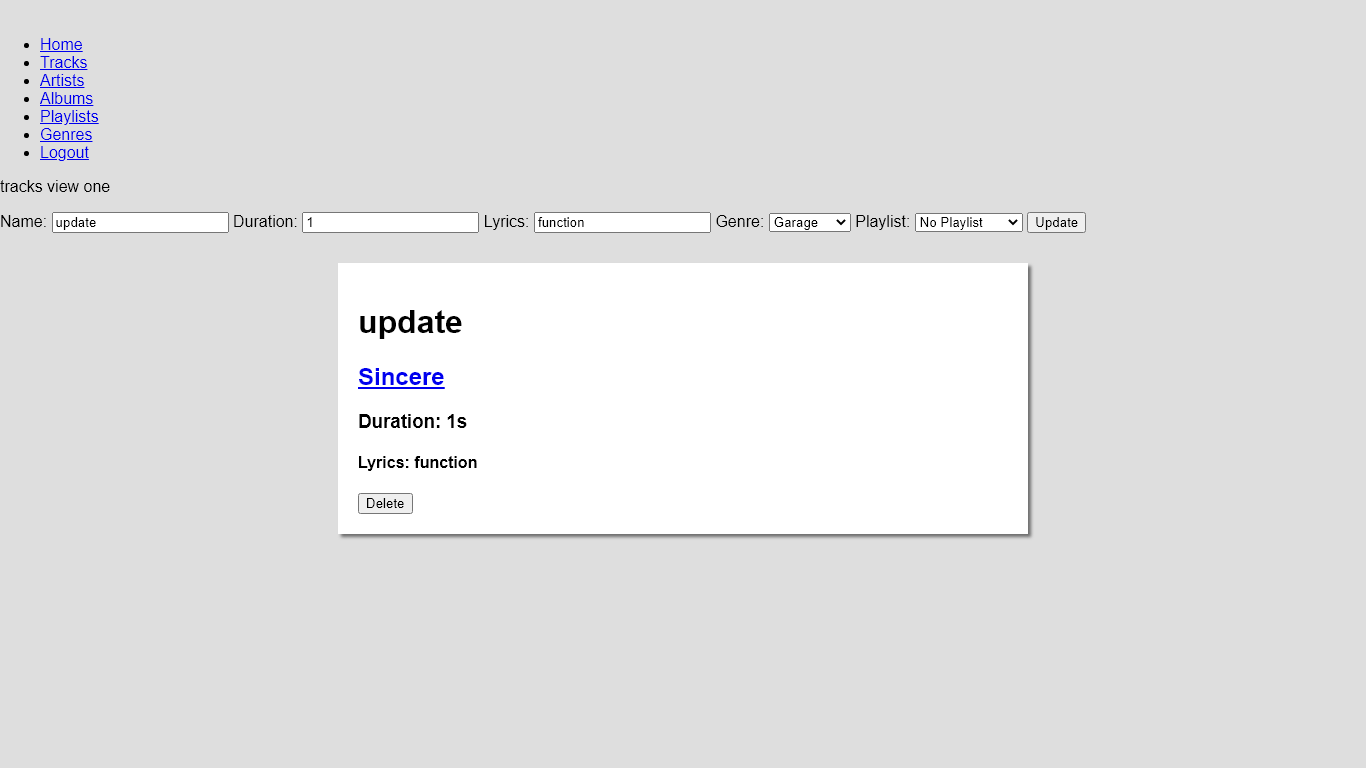 Home
Tracks
Artists
Albums
Playlists
Genres
Logout
tracks view one
Name: update Duration: 1 Lyrics: function Genre: Garage Playlist: No Playlist Update
update
Sincere
Duration: 1s
Lyrics: function
Delete